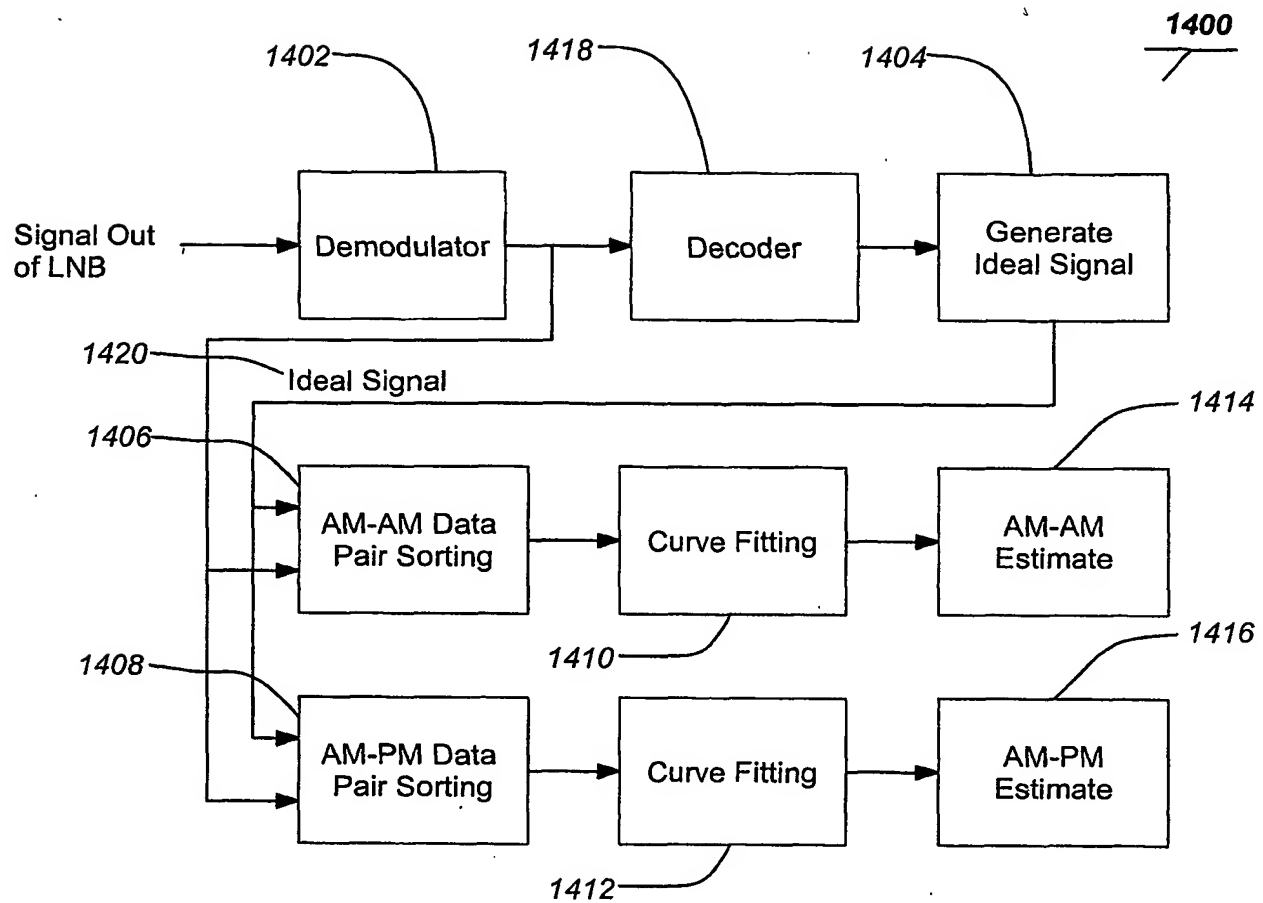 1400
1402
1418
1404
Signal Out
of LNB
Demodulator
Decoder
Generate
Ideal Signal
1420
Ideal Signal
1414
1406
AM-AM Data
Pair Sorting
Curve Fitting
AM-AM
Estimate
1410
1416
1408
AM-PM Data
Pair Sorting
Curve Fitting
AM-PM
Estimate
1412